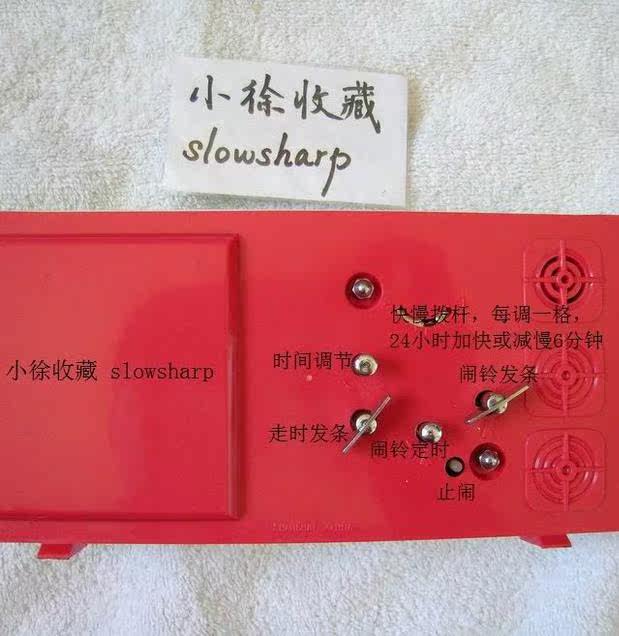 小徐收藏
slowsharp
快慢拨杆，每调一格，
24小时加快或减慢6分钟
时间调节
小徐收藏 slowsharp
闹铃发条
走时发条
闹铃定时
止闹